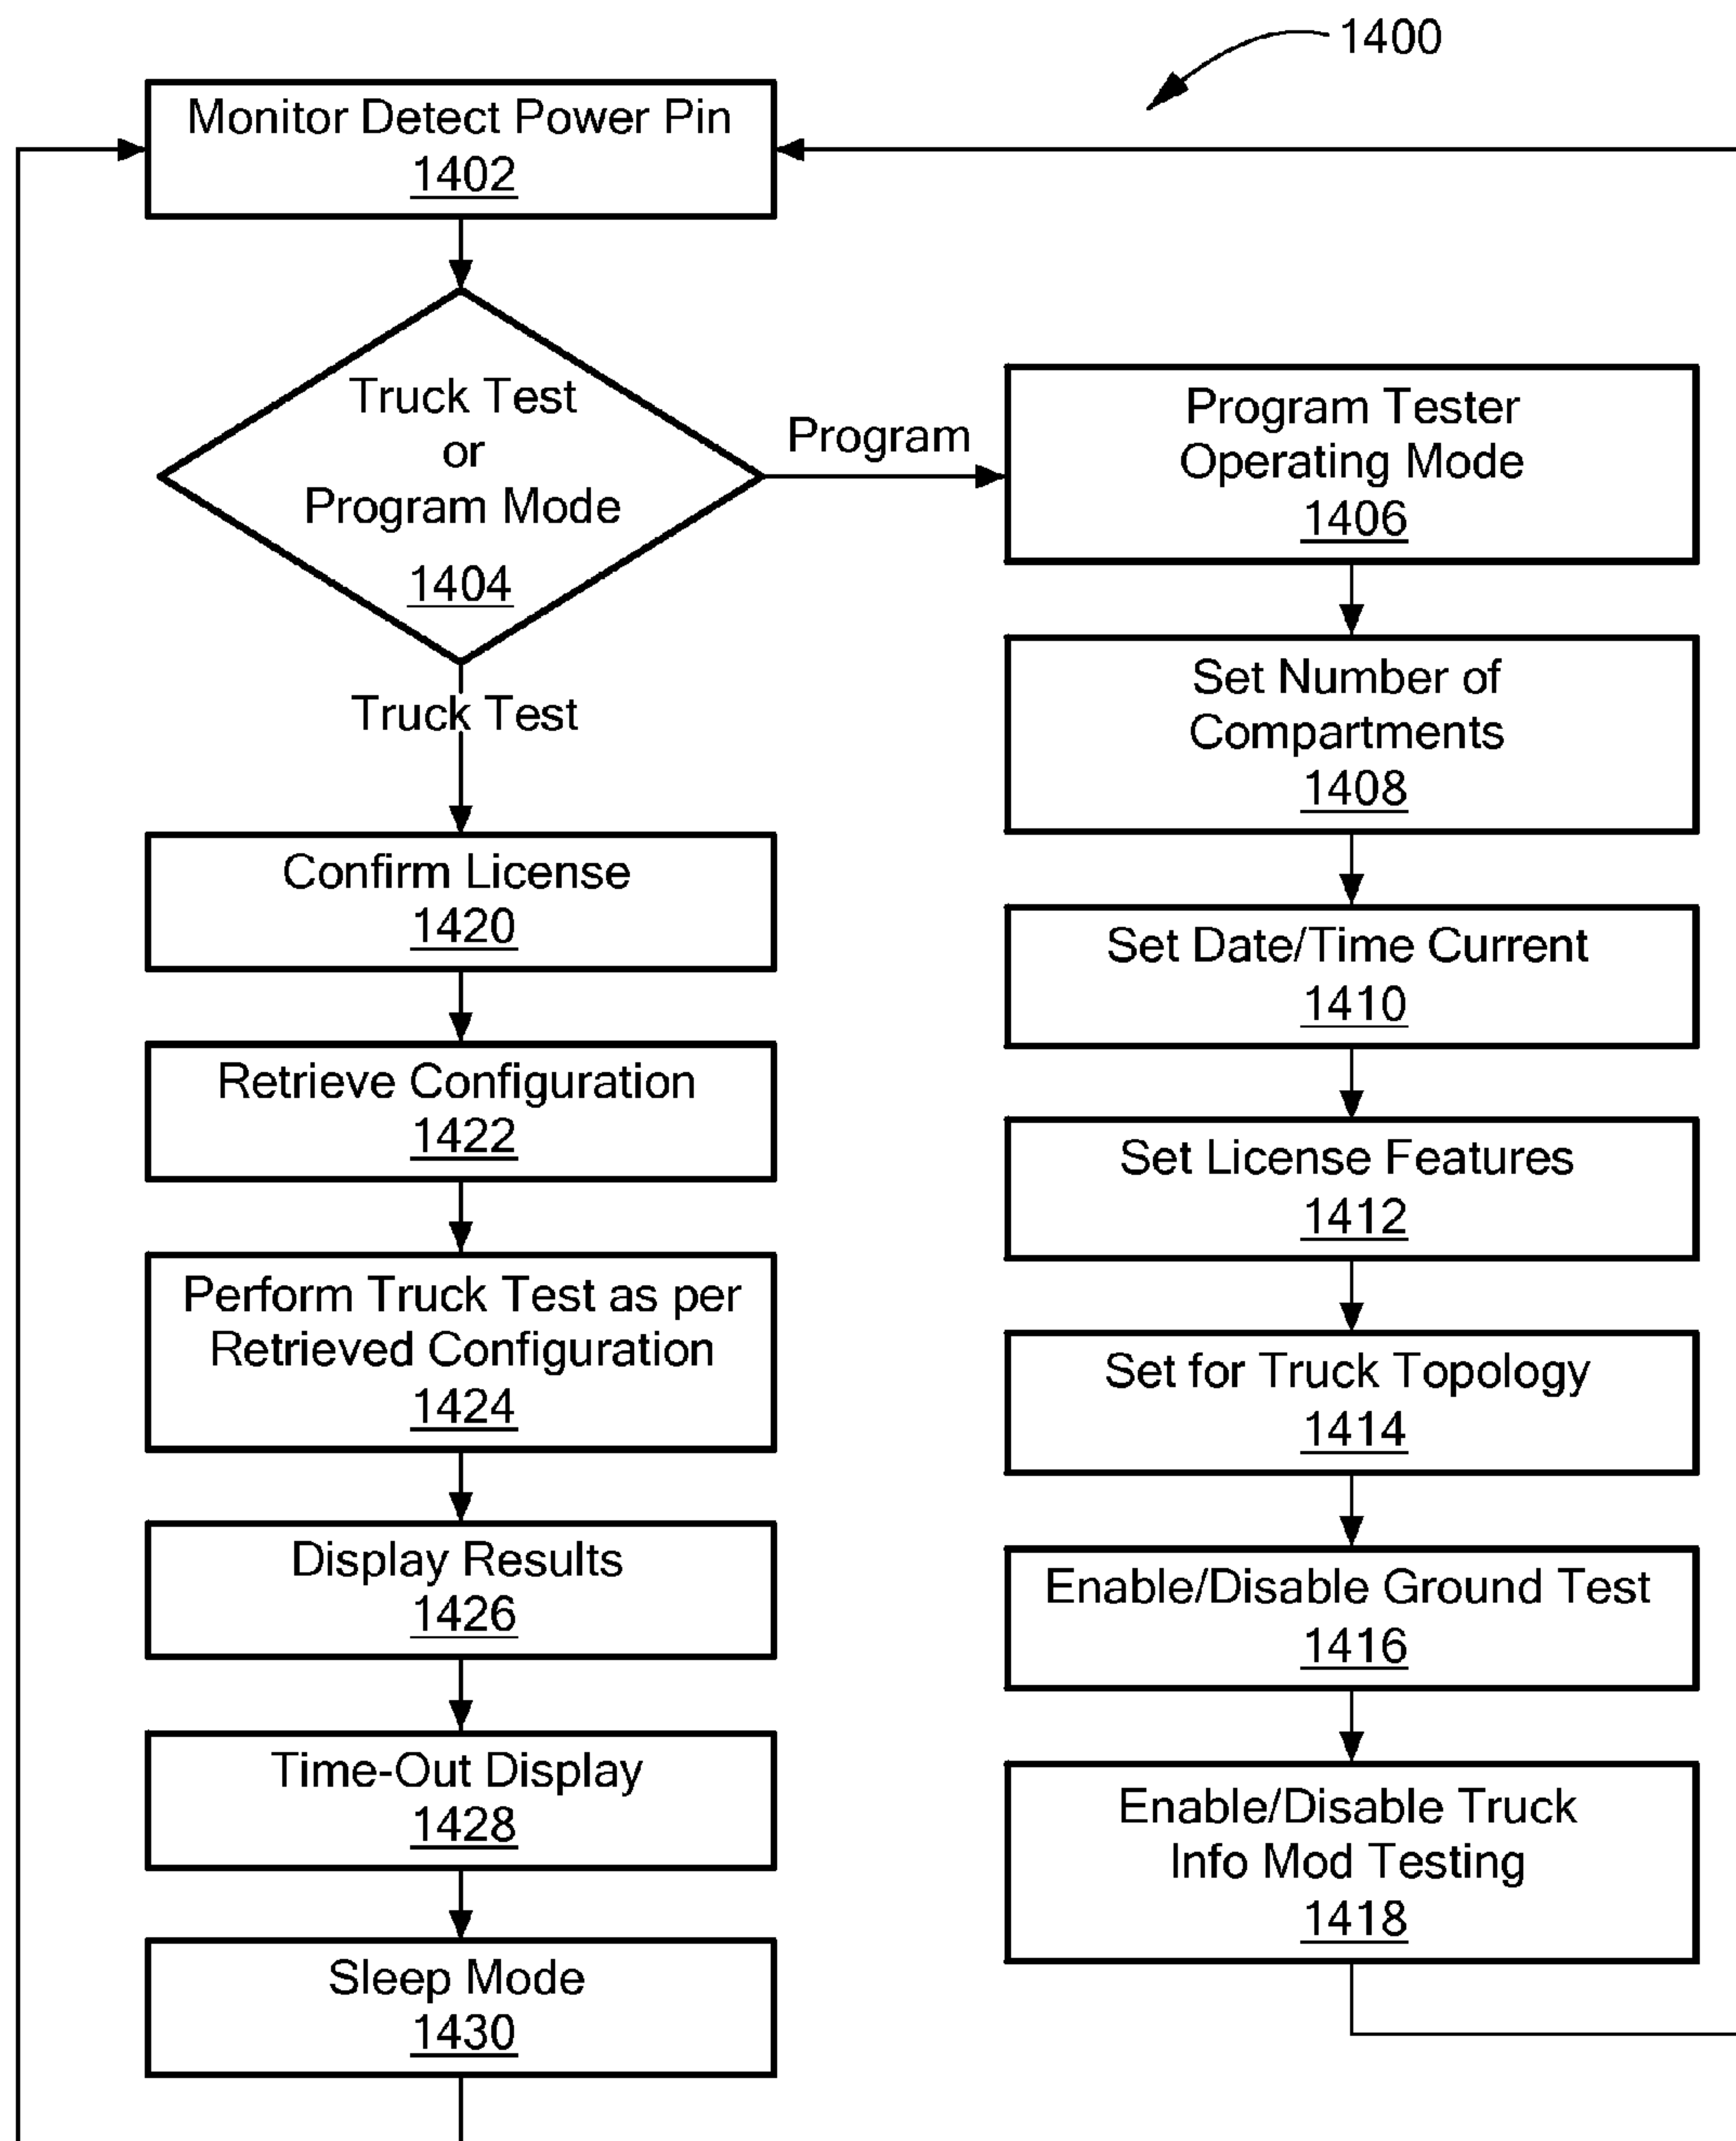 1400
Monitor Detect Power Pin
1402
Truck Test
or
Program Mode
1404
Program
Program Tester
Operating Mode
1406
Set Number of
Compartments
1408
Set Date/Time Current
1410
Set License Features
1412
Set for Truck Topology
1414
Enable/Disable Ground Test
1416
Enable/Disable Truck
Info Mod Testing
1418
Truck Test
Confirm License
1420
Retrieve Configuration
1422
Perform Truck Test as per
Retrieved Configuration
1424
Display Results
1426
Time-Out Display
1428
Sleep Mode
1430